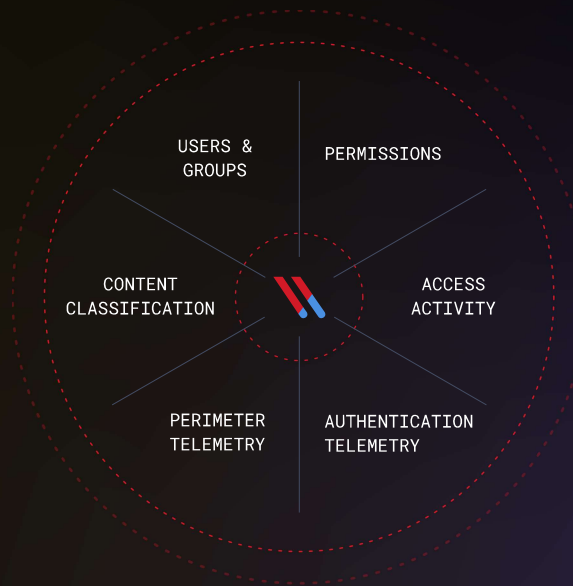 USERS &
GROUPS
PERMISSIONS
CONTENT
CLASSIFICATION
ACCESS
ACTIVITY
PERIMETER
TELEMETRY
AUTHENTICATION
TELEMETRY